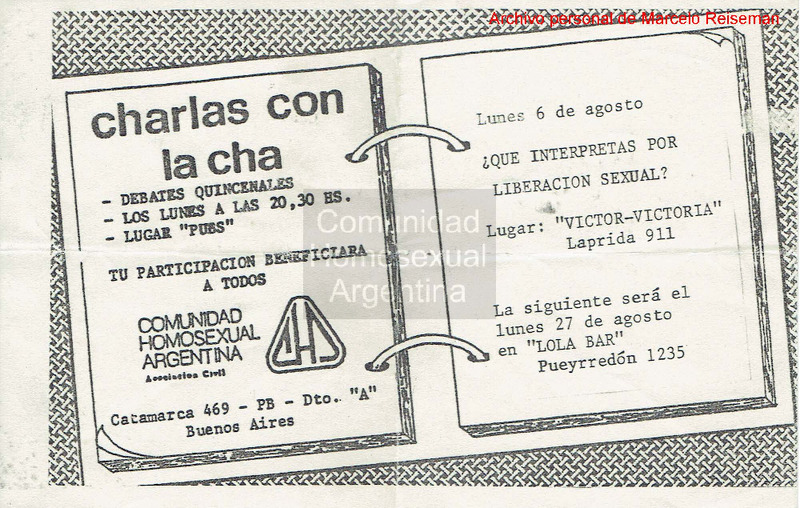 Archivo personal de Marcelo Reiseman
charlas con
la cha
- DEBATES QUINCENALES
- LOS LUNES A LAS 20,30 HS.
- LUGAR "PUBS"
TU PARTICIPACION BENEFICIARA
A TODOS
COMUNIDAD
HOMOSEXUAL
ARGENTINA
Asociacion Civil
CHA
Catamarca 469 - PB - Dto. "A"
Buenos Aires
Lunes 6 de agosto
¿QUE INTERPRETAS POR
LIBERACION SEXUAL?
Lugar: "VICTOR-VICTORIA"
Laprida 911
La siguiente será el
lunes 27 de agosto
en "LOLA BAR"
Pueyrredón 1235
Comunidad
Homosexual
Argentina